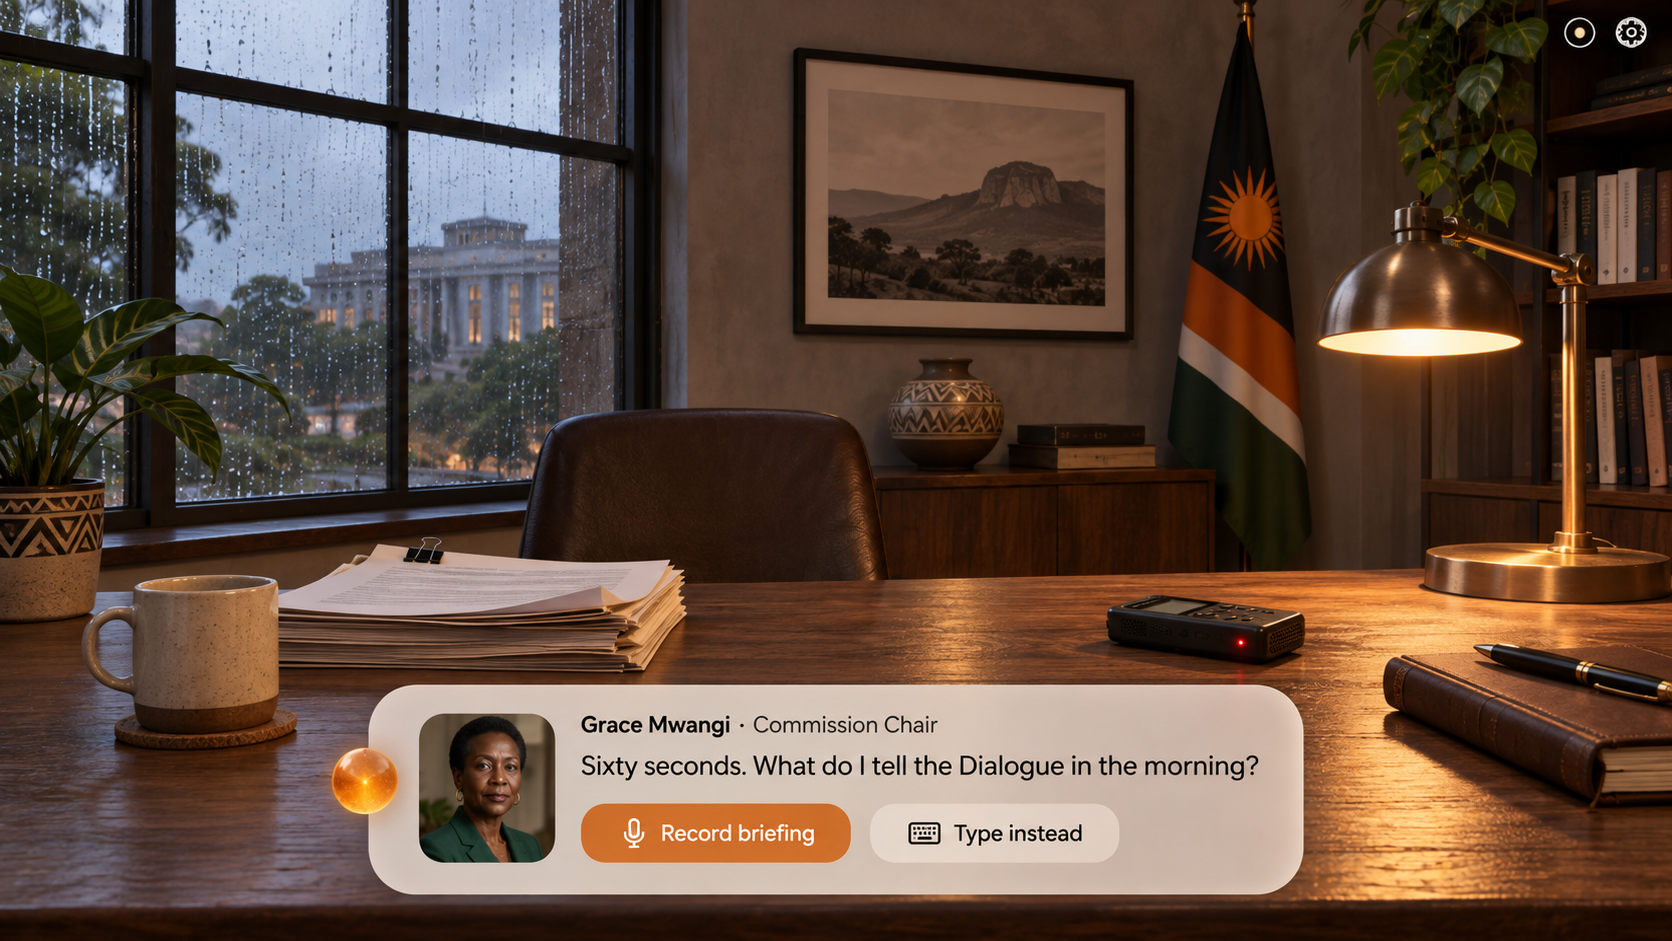 Grace Mwangi · Commission Chair
Sixty seconds. What do I tell the Dialogue in the morning?
Record briefing
Type instead